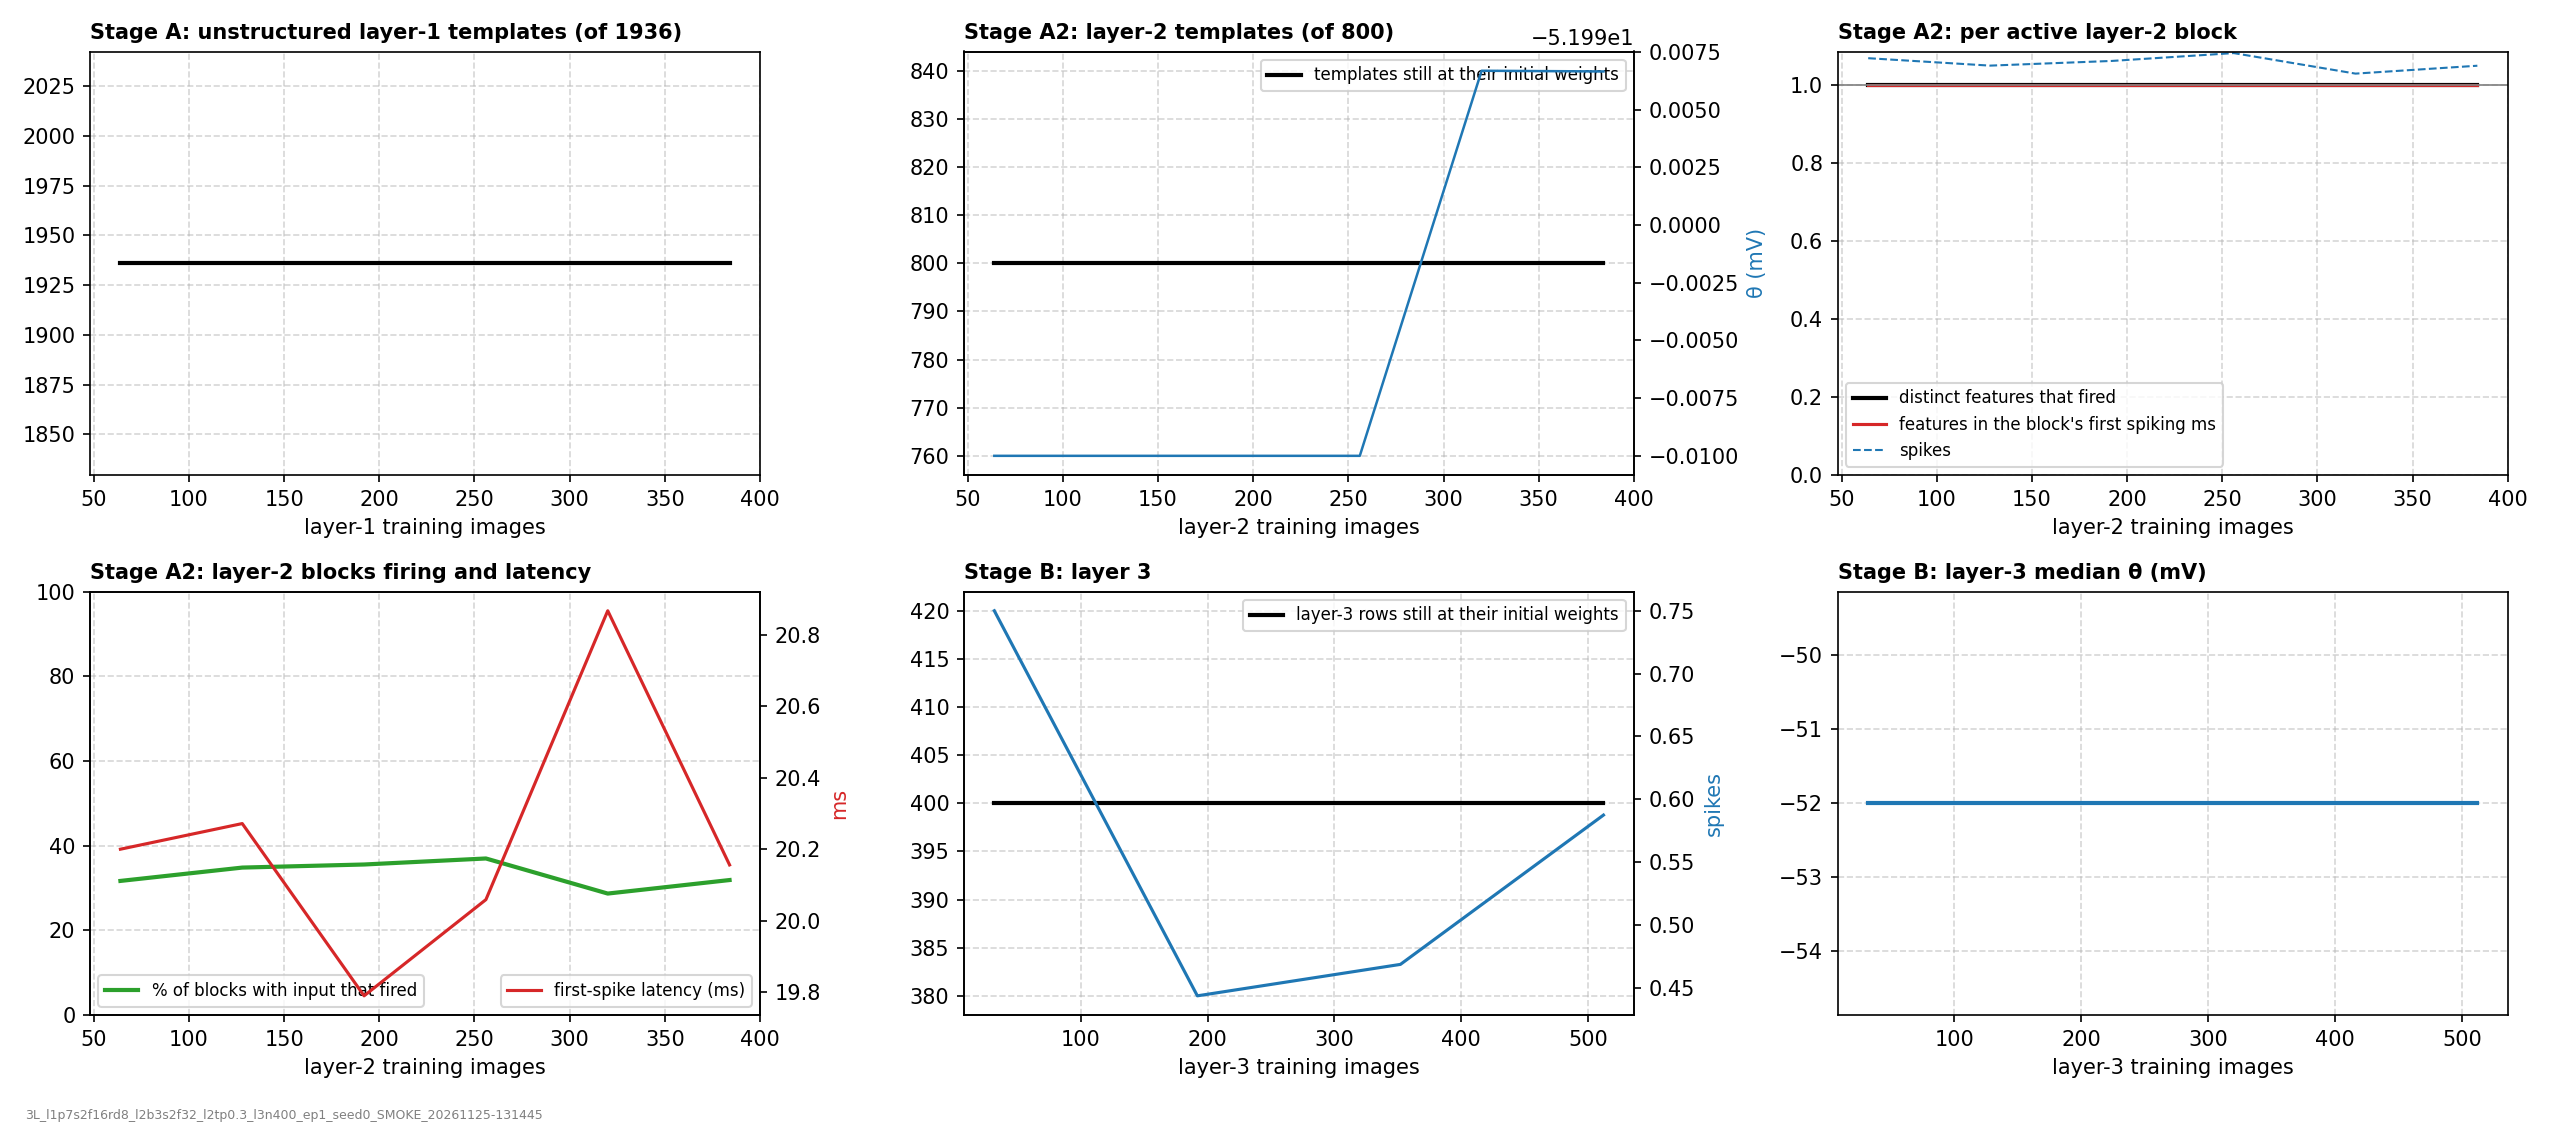 Stage A: unstructured layer-1 templates (of 1936)
2025
2000
1975
1950
1925
1900
1875
1850
50 100 150 200 250 300 350 400
layer-1 training images
Stage A2: layer-2 templates (of 800)
−5.199e1
templates still at their initial weights
840
830
820
810
800
790
780
770
760
0.0075
0.0050
0.0025
0.0000
−0.0025
−0.0050
−0.0075
−0.0100
θ (mV)
50 100 150 200 250 300 350 400
layer-2 training images
Stage A2: per active layer-2 block
1.0
0.8
0.6
0.4
0.2
0.0
distinct features that fired
features in the block's first spiking ms
spikes
50 100 150 200 250 300 350 400
layer-2 training images
Stage A2: layer-2 blocks firing and latency
100
80
60
40
20
0
20.8
20.6
20.4
20.2
20.0
19.8
ms
% of blocks with input that fired
first-spike latency (ms)
50 100 150 200 250 300 350 400
layer-2 training images
Stage B: layer 3
layer-3 rows still at their initial weights
420
415
410
405
400
395
390
385
380
0.75
0.70
0.65
0.60
0.55
0.50
0.45
spikes
100 200 300 400 500
layer-3 training images
Stage B: layer-3 median θ (mV)
−50
−51
−52
−53
−54
100 200 300 400 500
layer-3 training images
3L_l1p7s2f16rd8_l2b3s2f32_l2tp0.3_l3n400_ep1_seed0_SMOKE_20261125-131445